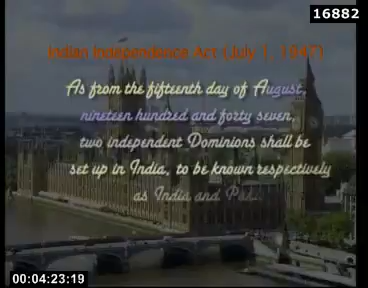 16882
Indian Independence Act (July 1, 1947)
As from the fifteenth day of August,
nineteen hundred and forty seven,
two independent Dominions shall be
set up in India, to be known respectively
as India and Pak..
00:04:23:19